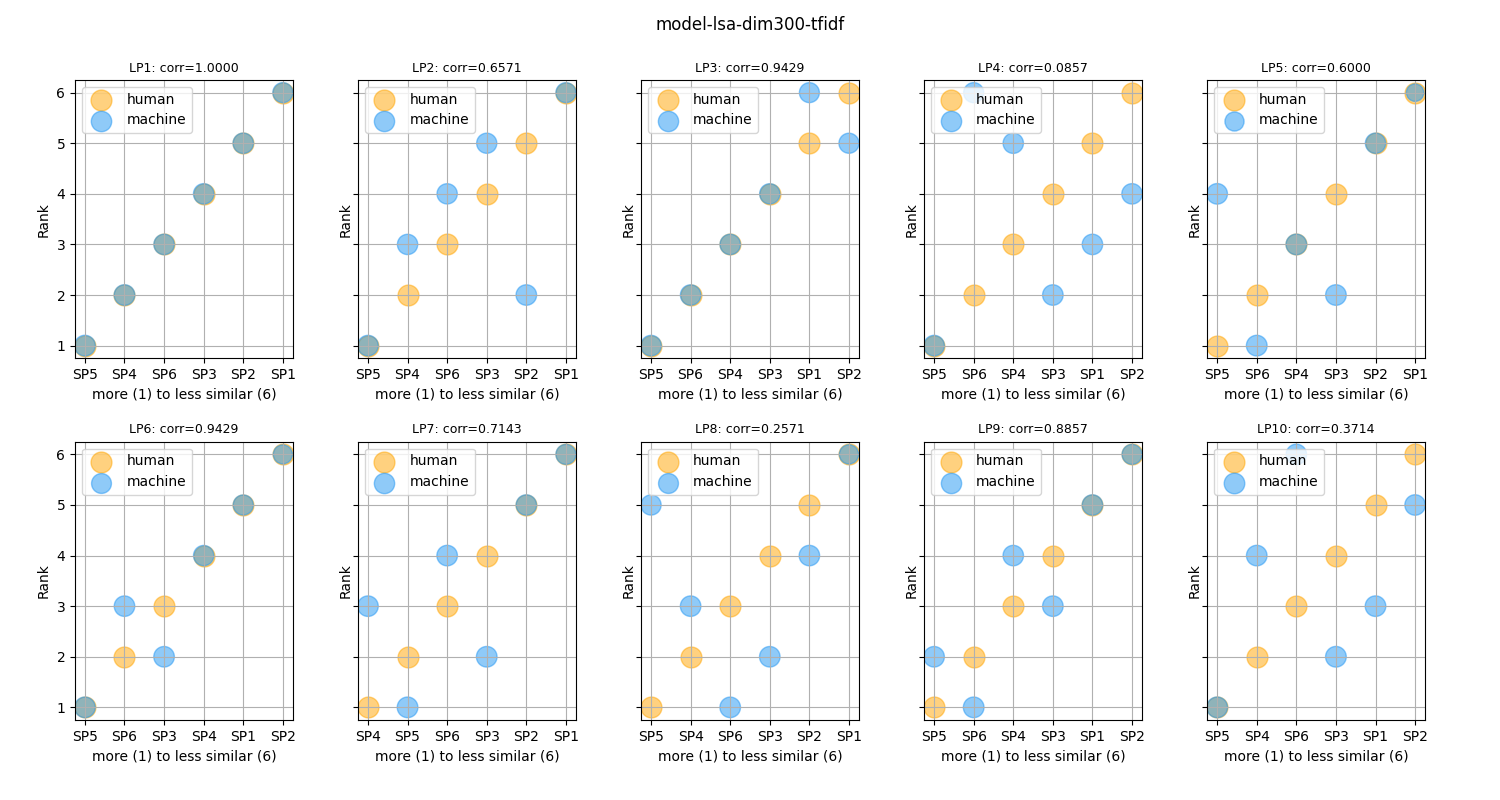 model-lsa-dim300-tfidf
LP1: corr=1.0000
LP2: corr=0.6571
LP3: corr=0.9429
LP4: corr=0.0857
LP5: corr=0.6000
human
machine
human
machine
human
machine
human
machine
human
machine
6
5
4
3
2
1
Rank
Rank
Rank
Rank
Rank
SP5 SP4 SP6 SP3 SP2 SP1
SP5 SP4 SP6 SP3 SP2 SP1
SP5 SP6 SP4 SP3 SP1 SP2
SP5 SP6 SP4 SP3 SP1 SP2
SP5 SP6 SP4 SP3 SP2 SP1
more (1) to less similar (6)
more (1) to less similar (6)
more (1) to less similar (6)
more (1) to less similar (6)
more (1) to less similar (6)
LP6: corr=0.9429
LP7: corr=0.7143
LP8: corr=0.2571
LP9: corr=0.8857
LP10: corr=0.3714
human
machine
human
machine
human
machine
human
machine
human
machine
6
5
4
3
2
1
Rank
Rank
Rank
Rank
Rank
SP5 SP6 SP3 SP4 SP1 SP2
SP4 SP5 SP6 SP3 SP2 SP1
SP5 SP4 SP6 SP3 SP2 SP1
SP5 SP6 SP4 SP3 SP1 SP2
SP5 SP4 SP6 SP3 SP1 SP2
more (1) to less similar (6)
more (1) to less similar (6)
more (1) to less similar (6)
more (1) to less similar (6)
more (1) to less similar (6)